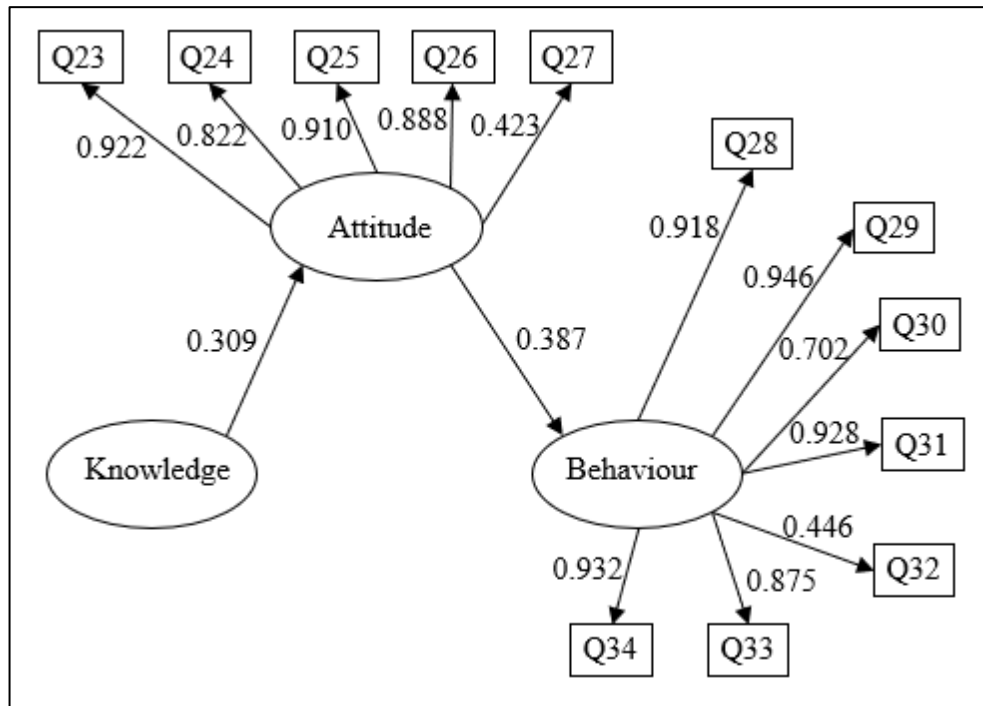 Q23
Q24
Q25
Q26
Q27
0.922
0.822
0.910
0.888
0.423
Q28
Attitude
0.918
Q29
0.946
0.309
0.387
Q30
0.702
Knowledge
Behaviour
0.928
Q31
0.446
Q32
0.932
0.875
Q34
Q33